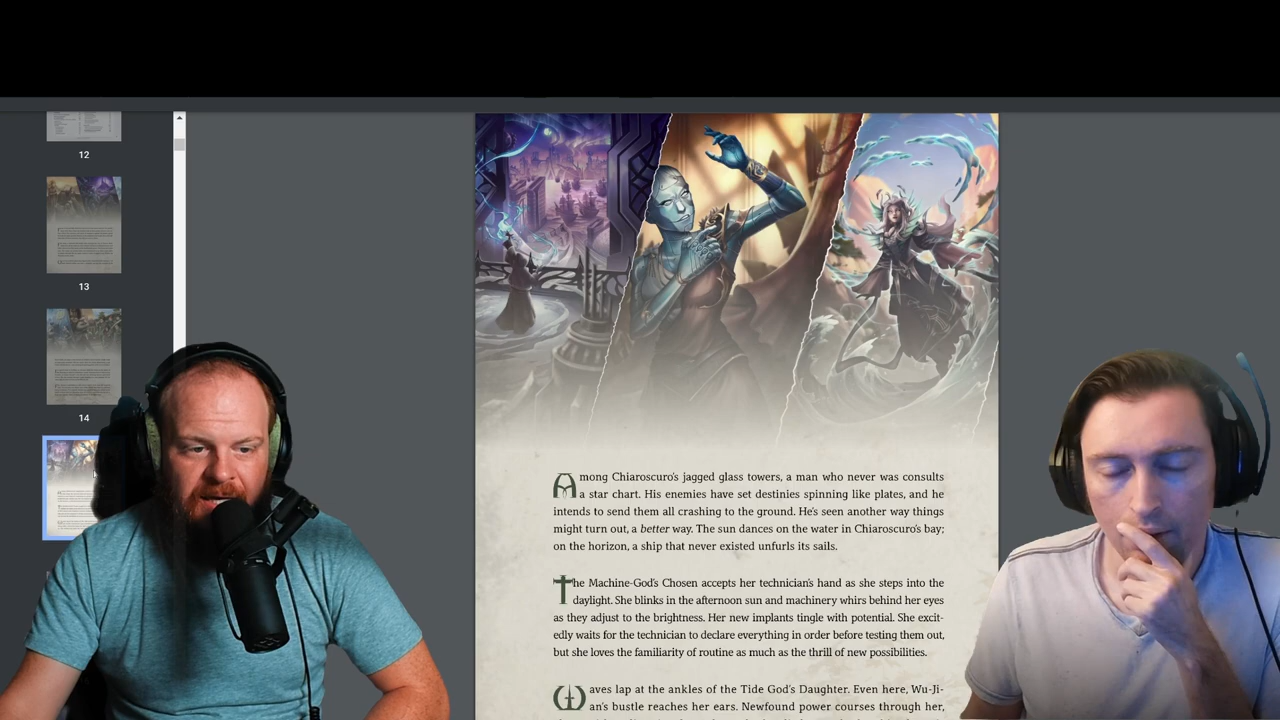 12
13
14
Among Chiaroscuro's jagged glass towers, a man who never was consults
a star chart. His enemies have set destinies spinning like plates, and he
intends to send them all crashing to the ground. He's seen another way things
might turn out, a better way. The sun dances on the water in Chiaroscuro's bay;
on the horizon, a ship that never existed unfurls its sails.
The Machine-God's Chosen accepts her technician's hand as she steps into the
daylight. She blinks in the afternoon sun and machinery whirs behind her eyes
as they adjust to the brightness. Her new implants tingle with potential. She excit-
edly waits for the technician to declare everything in order before testing them out,
but she loves the familiarity of routine as much as the thrill of new possibilities.
Waves lap at the ankles of the Tide God's Daughter. Even here, Wu-Ji-
an's bustle reaches her ears. Newfound power courses through her,